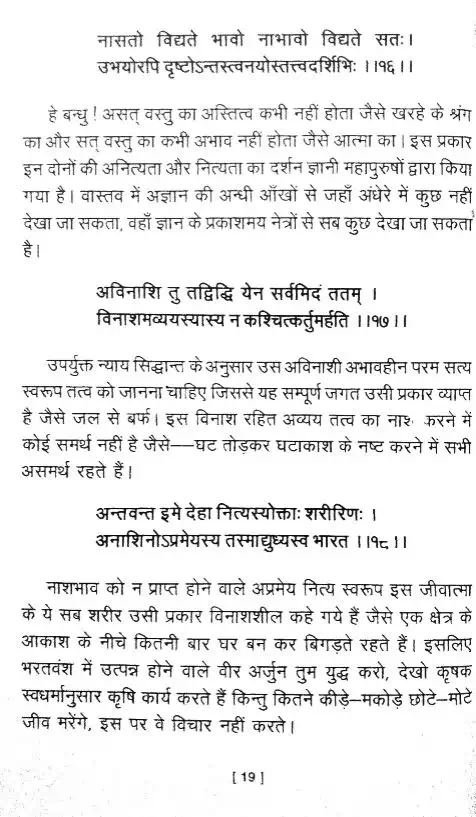 नासतो विद्यते भावो नाभावो विद्यते सतः।
उभयोरपि दृष्टोऽन्तस्त्वनयोस्तत्त्वदर्शिभिः ।।१६।।
हे बन्धु ! असत् वस्तु का अस्तित्व कभी नहीं होता जैसे खरहे के श्रंग
का और सत् वस्तु का कभी अभाव नहीं होता जैसे आत्मा का। इस प्रकार
इन दोनों की अनित्यता और नित्यता का दर्शन ज्ञानी महापुरुषों द्वारा किया
गया है। वास्तव में अज्ञान की अन्धी आँखों से जहाँ अंधेरे में कुछ नहीं
देखा जा सकता, वहाँ ज्ञान के प्रकाशमय नेत्रों से सब कुछ देखा जा सकता
है।
अविनाशि तु तद्विद्धि येन सर्वमिदं ततम् ।
विनाशमव्ययस्यास्य न कश्चित्कर्तुमर्हति ।।१७।।
उपर्युक्त न्याय सिद्धान्त के अनुसार उस अविनाशी अभावहीन परम सत्य
स्वरूप तत्व को जानना चाहिए जिससे यह सम्पूर्ण जगत उसी प्रकार व्याप्त
है जैसे जल से बर्फ। इस विनाश रहित अव्यय तत्व का नाश करने में
कोई समर्थ नहीं है जैसे–—घट तोड़कर घटाकाश के नष्ट करने में सभी
असमर्थ रहते हैं।
अन्तवन्त इमे देहा नित्यस्योक्ताः शरीरिणः ।
अनाशिनोऽप्रमेयस्य तस्माद्युध्यस्व भारत ।।१८।।
नाशभाव को न प्राप्त होने वाले अप्रमेय नित्य स्वरूप इस जीवात्मा
के ये सब शरीर उसी प्रकार विनाशशील कहे गये हैं जैसे एक क्षेत्र के
आकाश के नीचे कितनी बार घर बन कर बिगड़ते रहते हैं। इसलिए
भरतवंश में उत्पन्न होने वाले वीर अर्जुन तुम युद्ध करो, देखो कृषक
स्वधर्मानुसार कृषि कार्य करते हैं किन्तु कितने कीड़े–मकोड़े छोटे–मोटे
जीव मरेंगे, इस पर वे विचार नहीं करते।
[ 19 ]